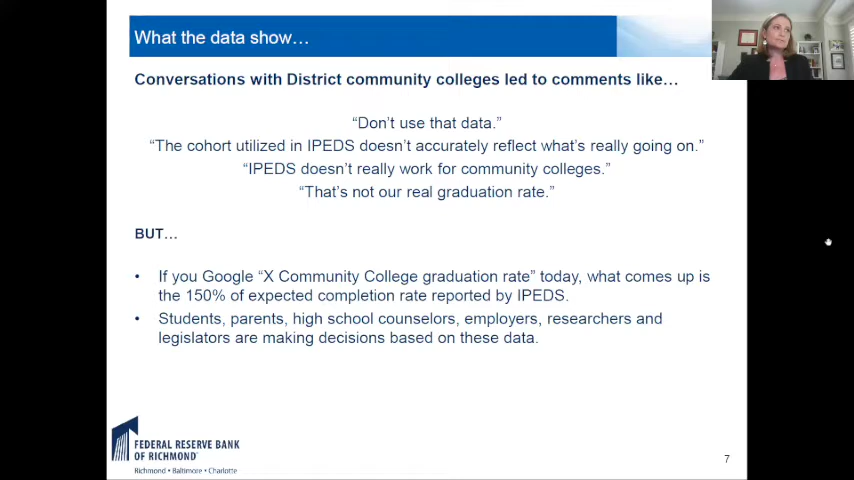 What the data show…
Conversations with District community colleges led to comments like…
“Don’t use that data.”
“The cohort utilized in IPEDS doesn’t accurately reflect what’s really going on.”
“IPEDS doesn’t really work for community colleges.”
“That’s not our real graduation rate.”
BUT…
• If you Google “X Community College graduation rate” today, what comes up is
the 150% of expected completion rate reported by IPEDS.
• Students, parents, high school counselors, employers, researchers and
legislators are making decisions based on these data.
FEDERAL RESERVE BANK
OF RICHMOND
Richmond • Baltimore • Charlotte
7